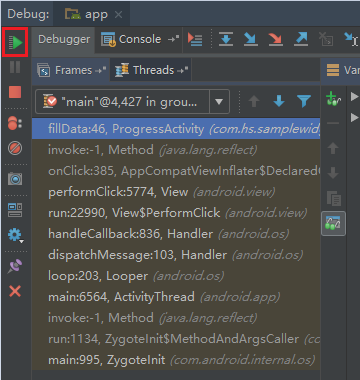 Debug: app
Debugger Console →"
Frames →" Threads →" Var
"main"@4,427 in grou...
fillData:46, ProgressActivity (com.hs.samplewid
invoke:-1, Method (java.lang.reflect)
onClick:385, AppCompatViewInflater$Declared
performClick:5774, View (android.view)
run:22990, View$PerformClick (android.view)
handleCallback:836, Handler (android.os)
dispatchMessage:103, Handler (android.os)
loop:203, Looper (android.os)
main:6564, ActivityThread (android.app)
invoke:-1, Method (java.lang.reflect)
run:1134, ZygoteInit$MethodAndArgsCaller (co
main:995, ZygoteInit (com.android.internal.os)